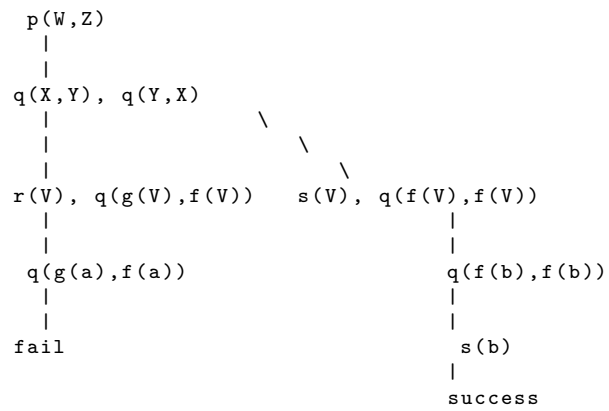 p(W,Z)
q(X,Y), q(Y,X)
r(V), q(g(V),f(V))    s(V), q(f(V),f(V))
q(g(a),f(a))    q(f(b),f(b))
fail    s(b)
success